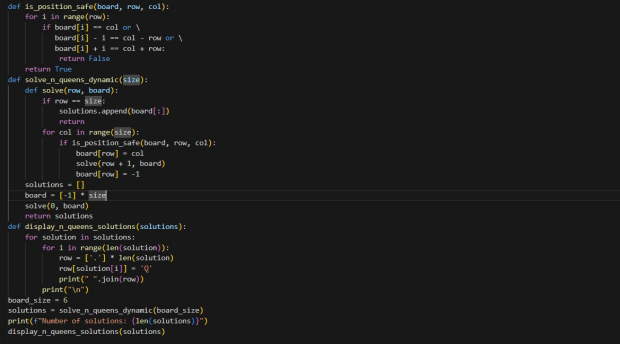 def is_position_safe(board, row, col):
    for i in range(row):
        if board[i] == col or \
           board[i] - i == col - row or \
           board[i] + i == col + row:
            return False
    return True
def solve_n_queens_dynamic(size):
    def solve(row, board):
        if row == size:
            solutions.append(board[:])
            return
        for col in range(size):
            if is_position_safe(board, row, col):
                board[row] = col
                solve(row + 1, board)
                board[row] = -1
    solutions = []
    board = [-1] * size
    solve(0, board)
    return solutions
def display_n_queens_solutions(solutions):
    for solution in solutions:
        for i in range(len(solution)):
            row = ['.'] * len(solution)
            row[solution[i]] = 'Q'
            print(" ".join(row))
        print("\n")
board_size = 6
solutions = solve_n_queens_dynamic(board_size)
print(f"Number of solutions: {len(solutions)}")
display_n_queens_solutions(solutions)